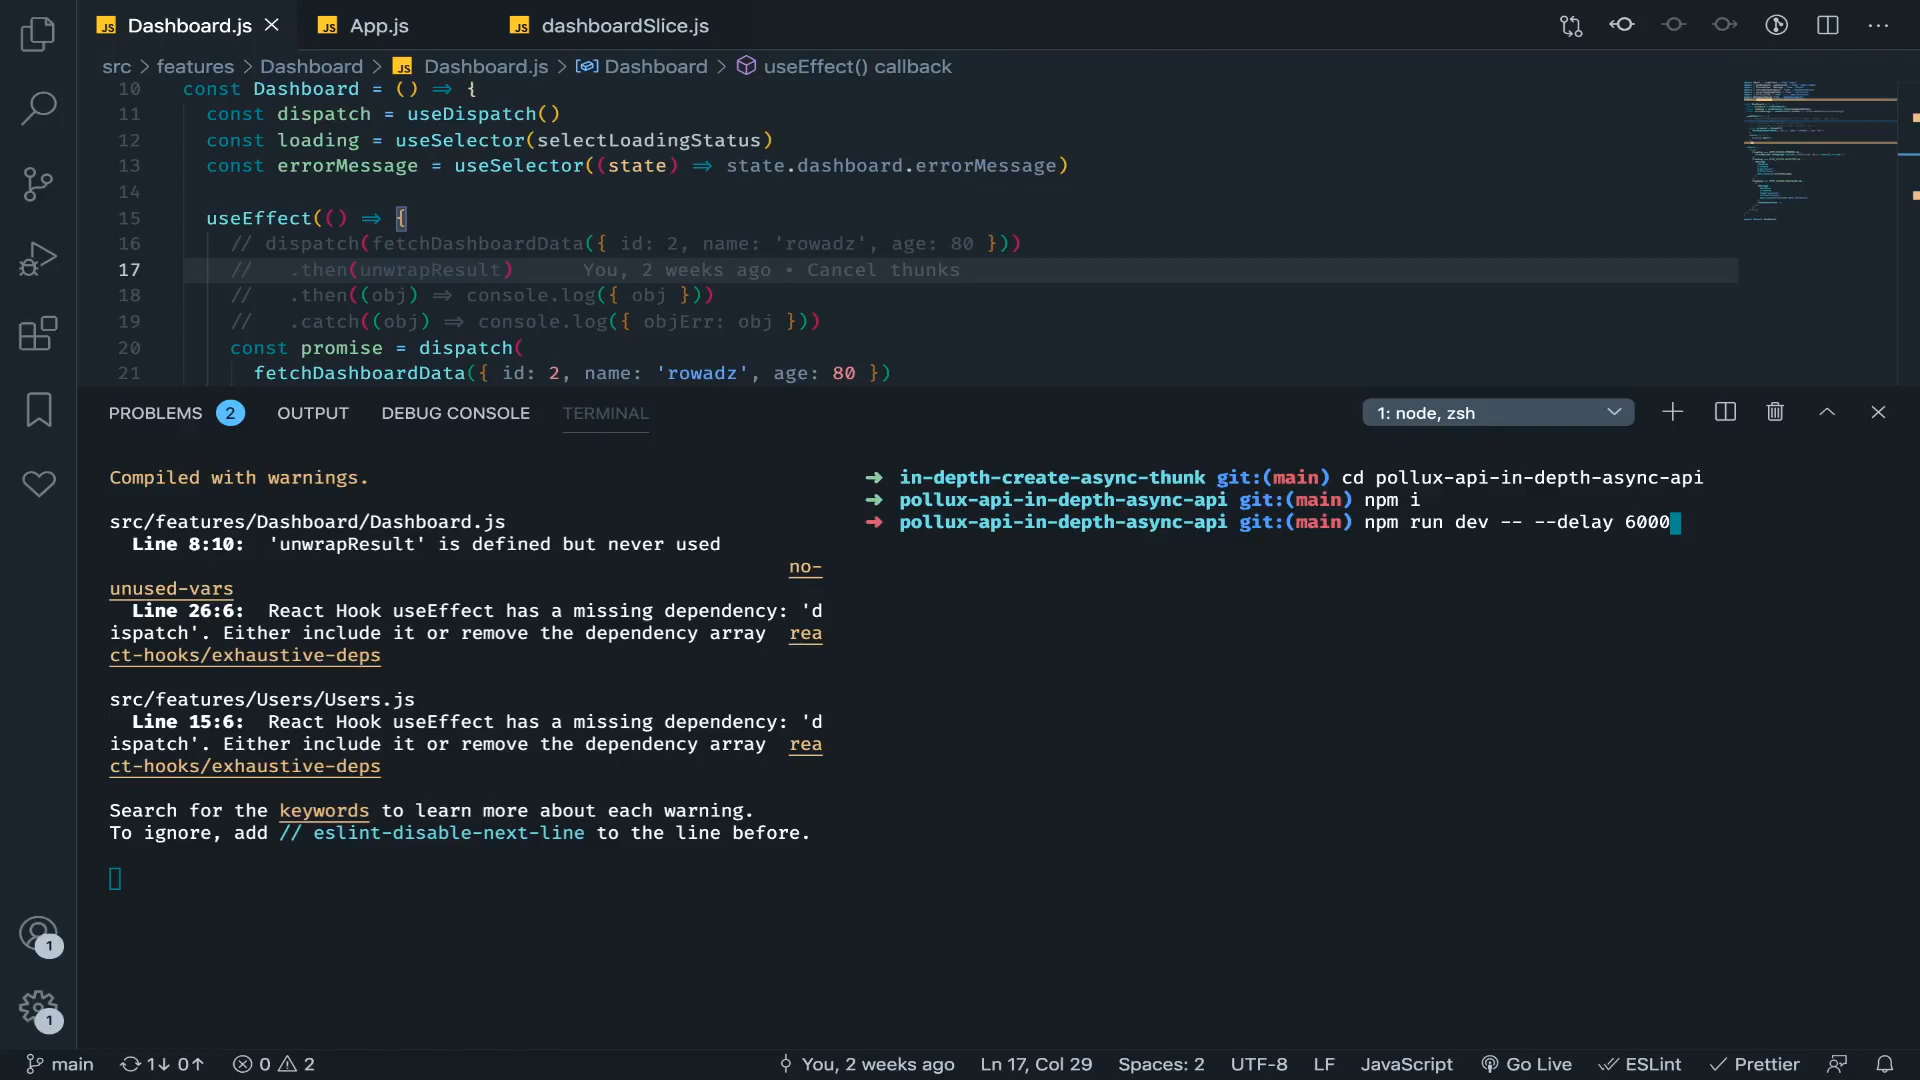 JS Dashboard.js
JS App.js
JS dashboardSlice.js
src > features > Dashboard > JS Dashboard.js > Dashboard > useEffect() callback
10 const Dashboard = () => {
11 const dispatch = useDispatch()
12 const loading = useSelector(selectLoadingStatus)
13 const errorMessage = useSelector((state) => state.dashboard.errorMessage)
14
15 useEffect(() => {
16 // dispatch(fetchDashboardData({ id: 2, name: 'rowadz', age: 80 }))
17 // .then(unwrapResult) You, 2 weeks ago • Cancel thunks
18 // .then((obj) => console.log({ obj }))
19 // .catch((obj) => console.log({ objErr: obj }))
20 const promise = dispatch(
21 fetchDashboardData({ id: 2, name: 'rowadz', age: 80 })
PROBLEMS 2 OUTPUT DEBUG CONSOLE TERMINAL
1: node, zsh
Compiled with warnings.
src/features/Dashboard/Dashboard.js
Line 8:10: 'unwrapResult' is defined but never used
no-
unused-vars
Line 26:6: React Hook useEffect has a missing dependency: 'd
ispatch'. Either include it or remove the dependency array rea
ct-hooks/exhaustive-deps
src/features/Users/Users.js
Line 15:6: React Hook useEffect has a missing dependency: 'd
ispatch'. Either include it or remove the dependency array rea
ct-hooks/exhaustive-deps
Search for the keywords to learn more about each warning.
To ignore, add // eslint-disable-next-line to the line before.
➜ in-depth-create-async-thunk git:(main) cd pollux-api-in-depth-async-api
➜ pollux-api-in-depth-async-api git:(main) npm i
➜ pollux-api-in-depth-async-api git:(main) npm run dev -- --delay 6000
1
1
main 1↓ 0↑ 0 2 You, 2 weeks ago Ln 17, Col 29 Spaces: 2 UTF-8 LF JavaScript Go Live ESLint Prettier